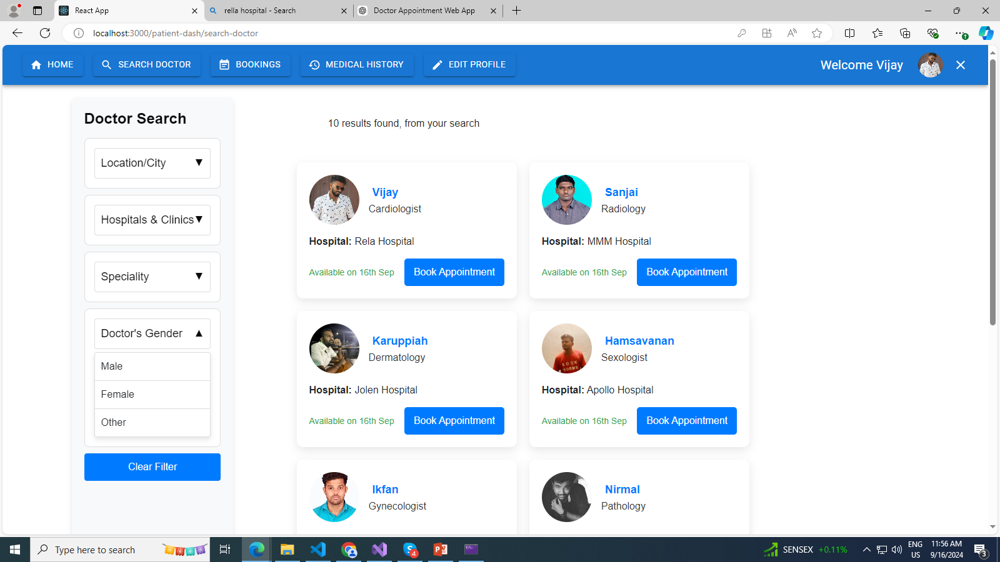 React App
rella hospital - Search
Doctor Appointment Web App
localhost:3000/patient-dash/search-doctor
HOME
SEARCH DOCTOR
BOOKINGS
MEDICAL HISTORY
EDIT PROFILE
Welcome Vijay
Doctor Search
Location/City
Hospitals & Clinics
Speciality
Doctor's Gender
Male
Female
Other
Clear Filter
10 results found, from your search
Vijay
Cardiologist
Hospital: Rela Hospital
Available on 16th Sep
Book Appointment
Sanjai
Radiology
Hospital: MMM Hospital
Available on 16th Sep
Book Appointment
Karuppiah
Dermatology
Hospital: Jolen Hospital
Available on 16th Sep
Book Appointment
Hamsavanan
Sexologist
Hospital: Apollo Hospital
Available on 16th Sep
Book Appointment
Ikfan
Gynecologist
Nirmal
Pathology
Type here to search
4
SENSEX +0.11%
ENG
US
11:56 AM
9/16/2024
3